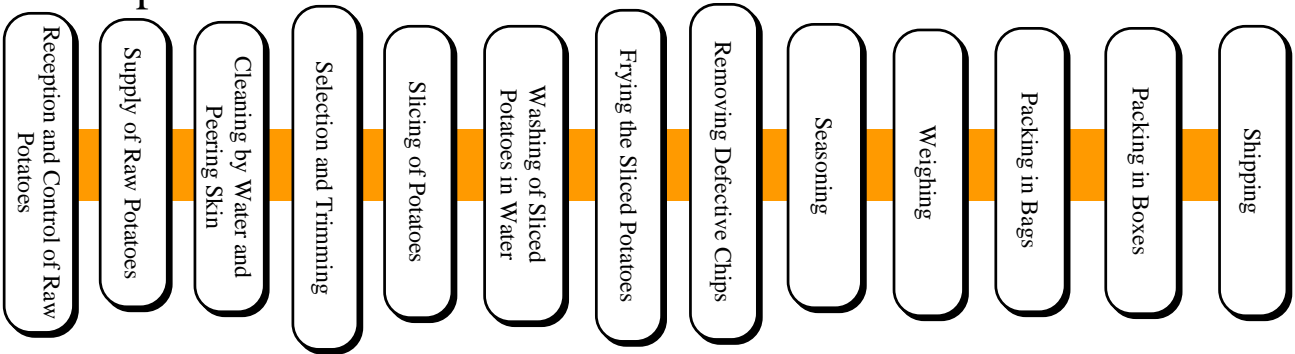 Reception and Control of Raw
Potatoes
Supply of Raw Potatoes
Cleaning by Water and
Peering Skin
Selection and Trimming
Slicing of Potatoes
Washing of Sliced
Potatoes in Water
Frying the Sliced Potatoes
Removing Defective Chips
Seasoning
Weighing
Packing in Bags
Packing in Boxes
Shipping